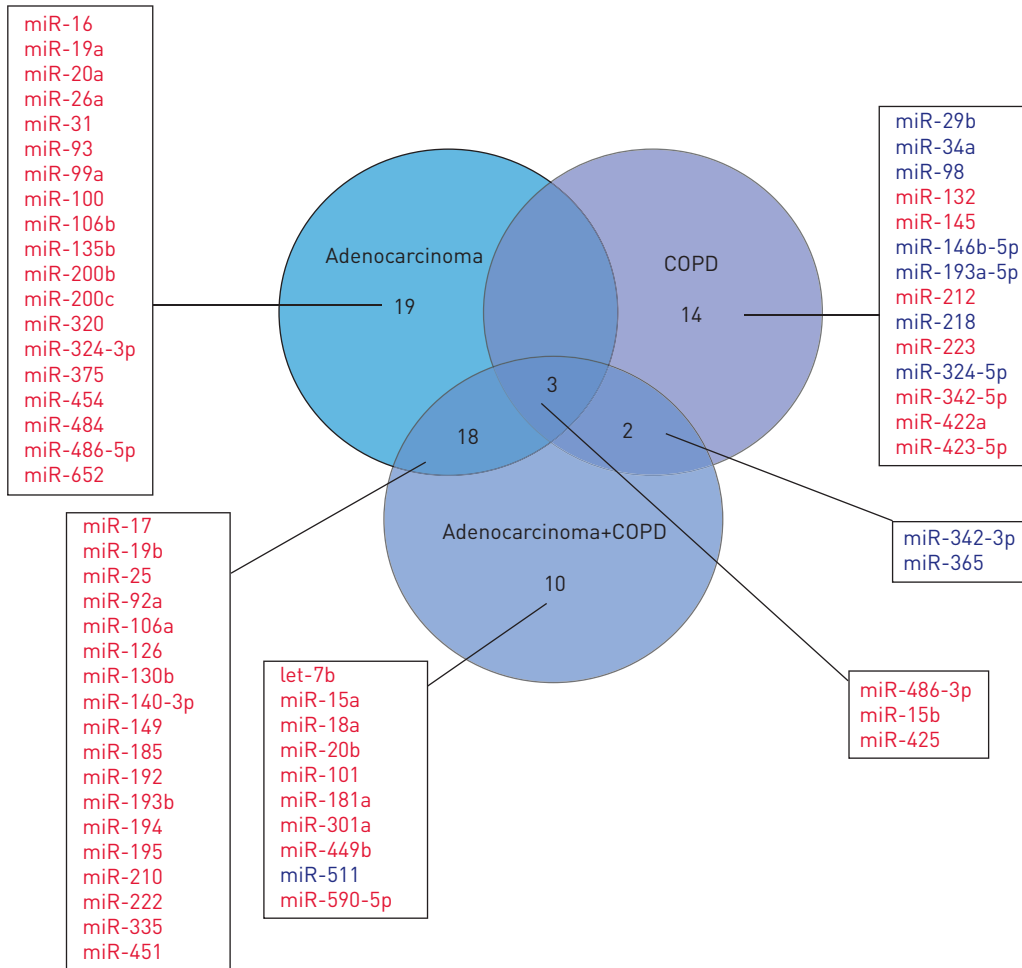 miR-16
miR-19a
miR-20a
miR-26a
miR-31
miR-93
miR-99a
miR-100
miR-106b
miR-135b
miR-200b
miR-200c
miR-320
miR-324-3p
miR-375
miR-454
miR-484
miR-486-5p
miR-652
Adenocarcinoma
19
COPD
14
3
18
2
Adenocarcinoma+COPD
10
miR-29b
miR-34a
miR-98
miR-132
miR-145
miR-146b-5p
miR-193a-5p
miR-212
miR-218
miR-223
miR-324-5p
miR-342-5p
miR-422a
miR-423-5p
miR-342-3p
miR-365
miR-486-3p
miR-15b
miR-425
miR-17
miR-19b
miR-25
miR-92a
miR-106a
miR-126
miR-130b
miR-140-3p
miR-149
miR-185
miR-192
miR-193b
miR-194
miR-195
miR-210
miR-222
miR-335
miR-451
let-7b
miR-15a
miR-18a
miR-20b
miR-101
miR-181a
miR-301a
miR-449b
miR-511
miR-590-5p